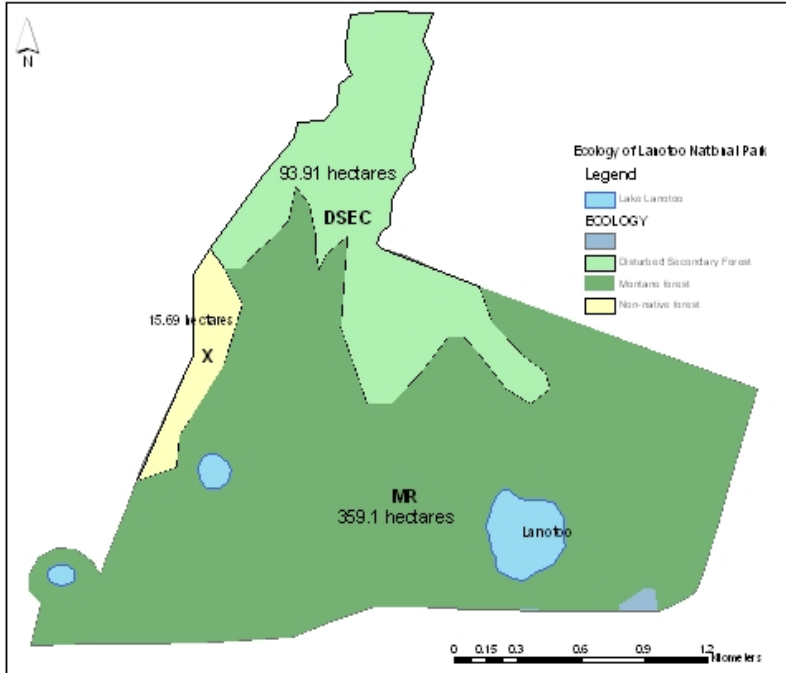 N
93.91 hectares
DSEC
15.69 hectares
X
MR
359.1 hectares
Lanotoo
Ecology of Lanotoo National Park
Legend
Lake Lanotoo
ECOLOGY
Disturbed Secondary Forest
Montane forest
Non-native forest
0 0.15 0.3 0.6 0.9 1.2
Kilometers